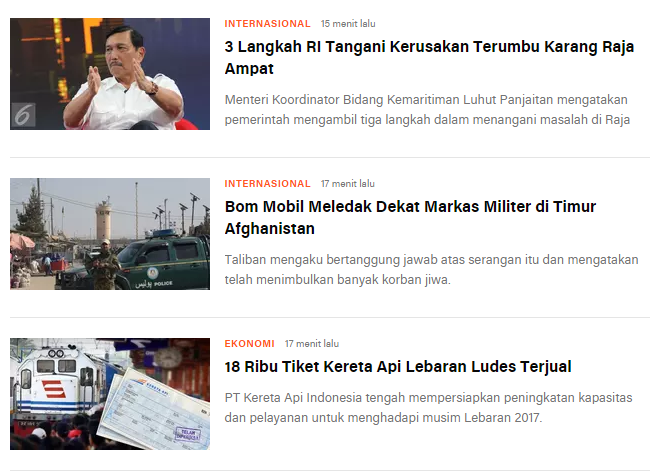 INTERNASIONAL 15 menit lalu
3 Langkah RI Tangani Kerusakan Terumbu Karang Raja
Ampat
Menteri Koordinator Bidang Kemaritiman Luhut Panjaitan mengatakan
pemerintah mengambil tiga langkah dalam menangani masalah di Raja
6
INTERNASIONAL 17 menit lalu
Bom Mobil Meledak Dekat Markas Militer di Timur
Afghanistan
Taliban mengaku bertanggung jawab atas serangan itu dan mengatakan
telah menimbulkan banyak korban jiwa.
POLICE
EKONOMI 17 menit lalu
18 Ribu Tiket Kereta Api Lebaran Ludes Terjual
PT Kereta Api Indonesia tengah mempersiapkan peningkatan kapasitas
dan pelayanan untuk menghadapi musim Lebaran 2017.